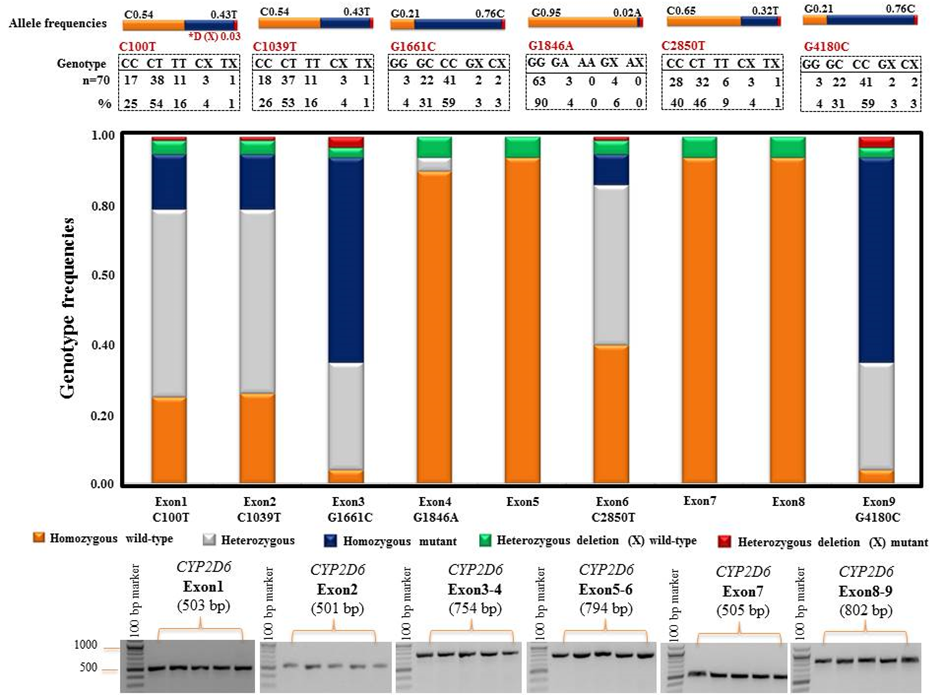 Allele frequencies
C0.54 0.43T C0.54 0.43T G0.21 0.76C G0.95 0.02A C0.65 0.32T G0.21 0.76C
*D (X) 0.03
C100T C1039T G1661C G1846A C2850T G4180C
Genotype CC CT TT CX TX CC CT TT CX TX GG GC CC GX CX GG GA AA GX AX CC CT TT CX TX GG GC CC GX CX
n=70 17 38 11 3 1 18 37 11 3 1 3 22 41 2 2 63 3 0 4 0 28 32 6 3 1 3 22 41 2 2
% 25 54 16 4 1 26 53 16 4 1 4 31 59 3 3 90 4 0 6 0 40 46 9 4 1 4 31 59 3 3
Genotype frequencies
1.00
0.80
0.50
0.40
0.20
0.00
Exon1 Exon2 Exon3 Exon4 Exon5 Exon6 Exon7 Exon8 Exon9
C100T C1039T G1661C G1846A C2850T G4180C
Homozygous wild-type Heterozygous Homozygous mutant Heterozygous deletion (X) wild-type Heterozygous deletion (X) mutant
100 bp marker 100 bp marker 100 bp marker 100 bp marker 100 bp marker 100 bp marker
CYP2D6 CYP2D6 CYP2D6 CYP2D6 CYP2D6 CYP2D6
Exon1 Exon2 Exon3-4 Exon5-6 Exon7 Exon8-9
(503 bp) (501 bp) (754 bp) (794 bp) (505 bp) (802 bp)
1000
500